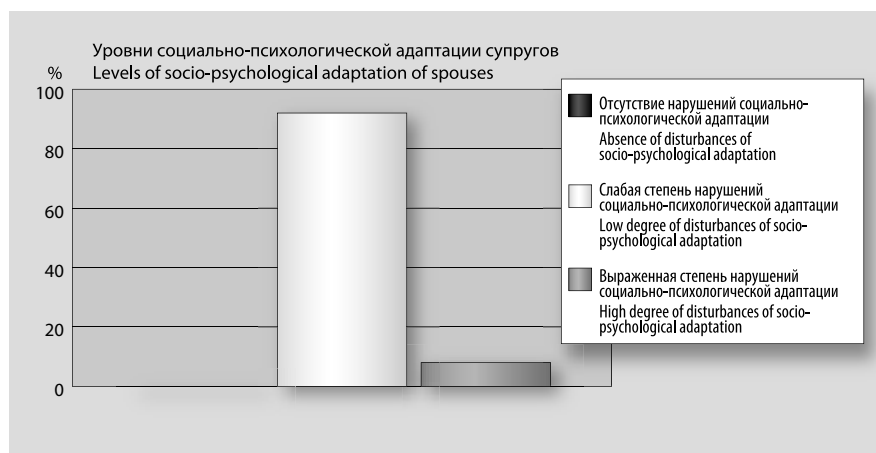 Уровни социально-психологической адаптации супругов
% Levels of socio-psychological adaptation of spouses
100
80
60
40
20
0
Отсутствие нарушений социально-
психологической адаптации
Absence of disturbances of
socio-psychological adaptation
Слабая степень нарушений
социально-психологической адаптации
Low degree of disturbances of socio-
psychological adaptation
Выраженная степень нарушений
социально-психологической адаптации
High degree of disturbances of socio-
psychological adaptation